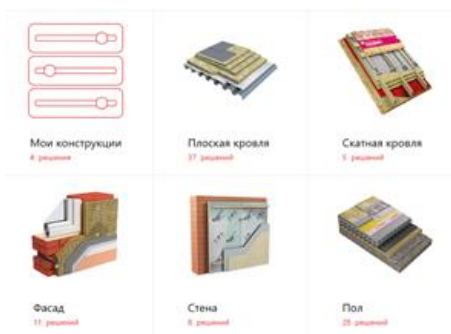 Мои конструкции
4 решения
Плоская кровля
37 решений
Скатная кровля
5 решений
Фасад
11 решений
Стена
8 решений
Пол
28 решений